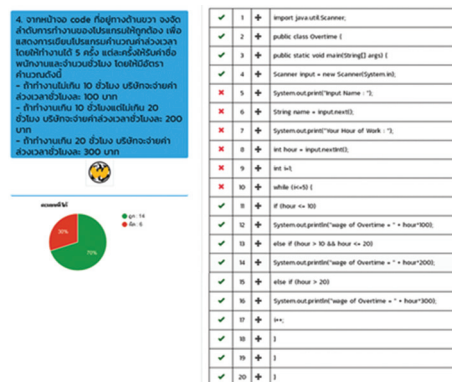 4. จากหน้าจอ code ที่อยู่ทางด้านขวา จงจัด
ลำดับการทำงานของโปรแกรมให้ถูกต้อง เพื่อ
แสดงการเขียนโปรแกรมคำนวณค่าล่วงเวลา
โดยให้ทำงานได้ 5 ครั้ง แต่ละครั้งให้รับค่าชื่อ
พนักงานและจำนวนชั่วโมง โดยให้มีอัตรา
คำนวณดังนี้
- ถ้าทำงานไม่เกิน 10 ชั่วโมง บริษัทจะจ่ายค่า
ล่วงเวลาชั่วโมงละ 100 บาท
- ถ้าทำงานเกิน 10 ชั่วโมงแต่ไม่เกิน 20
ชั่วโมง บริษัทจะจ่ายค่าล่วงเวลาชั่วโมงละ 200
บาท
- ถ้าทำงานเกิน 20 ชั่วโมง บริษัทจะจ่ายค่า
ล่วงเวลาชั่วโมงละ 300 บาท
ถูก : 14
ผิด : 6
30%
70%
1 import java.util.Scanner;
2 public class Overtime {
3 public static void main(String[] args) {
4 Scanner input = new Scanner(System.in);
5 System.out.print("Input Name : ");
6 String name = input.next();
7 System.out.print("Your Hour of Work : ");
8 int hour = input.nextInt();
9 int i=1;
10 while (i<=5) {
11 if (hour <= 10)
12 System.out.println("wage of Overtime = " + hour*100);
13 else if (hour > 10 && hour <= 20)
14 System.out.println("wage of Overtime = " + hour*200);
15 else if (hour > 20)
16 System.out.println("wage of Overtime = " + hour*300);
17 i++;
18 }
19 }
20 }